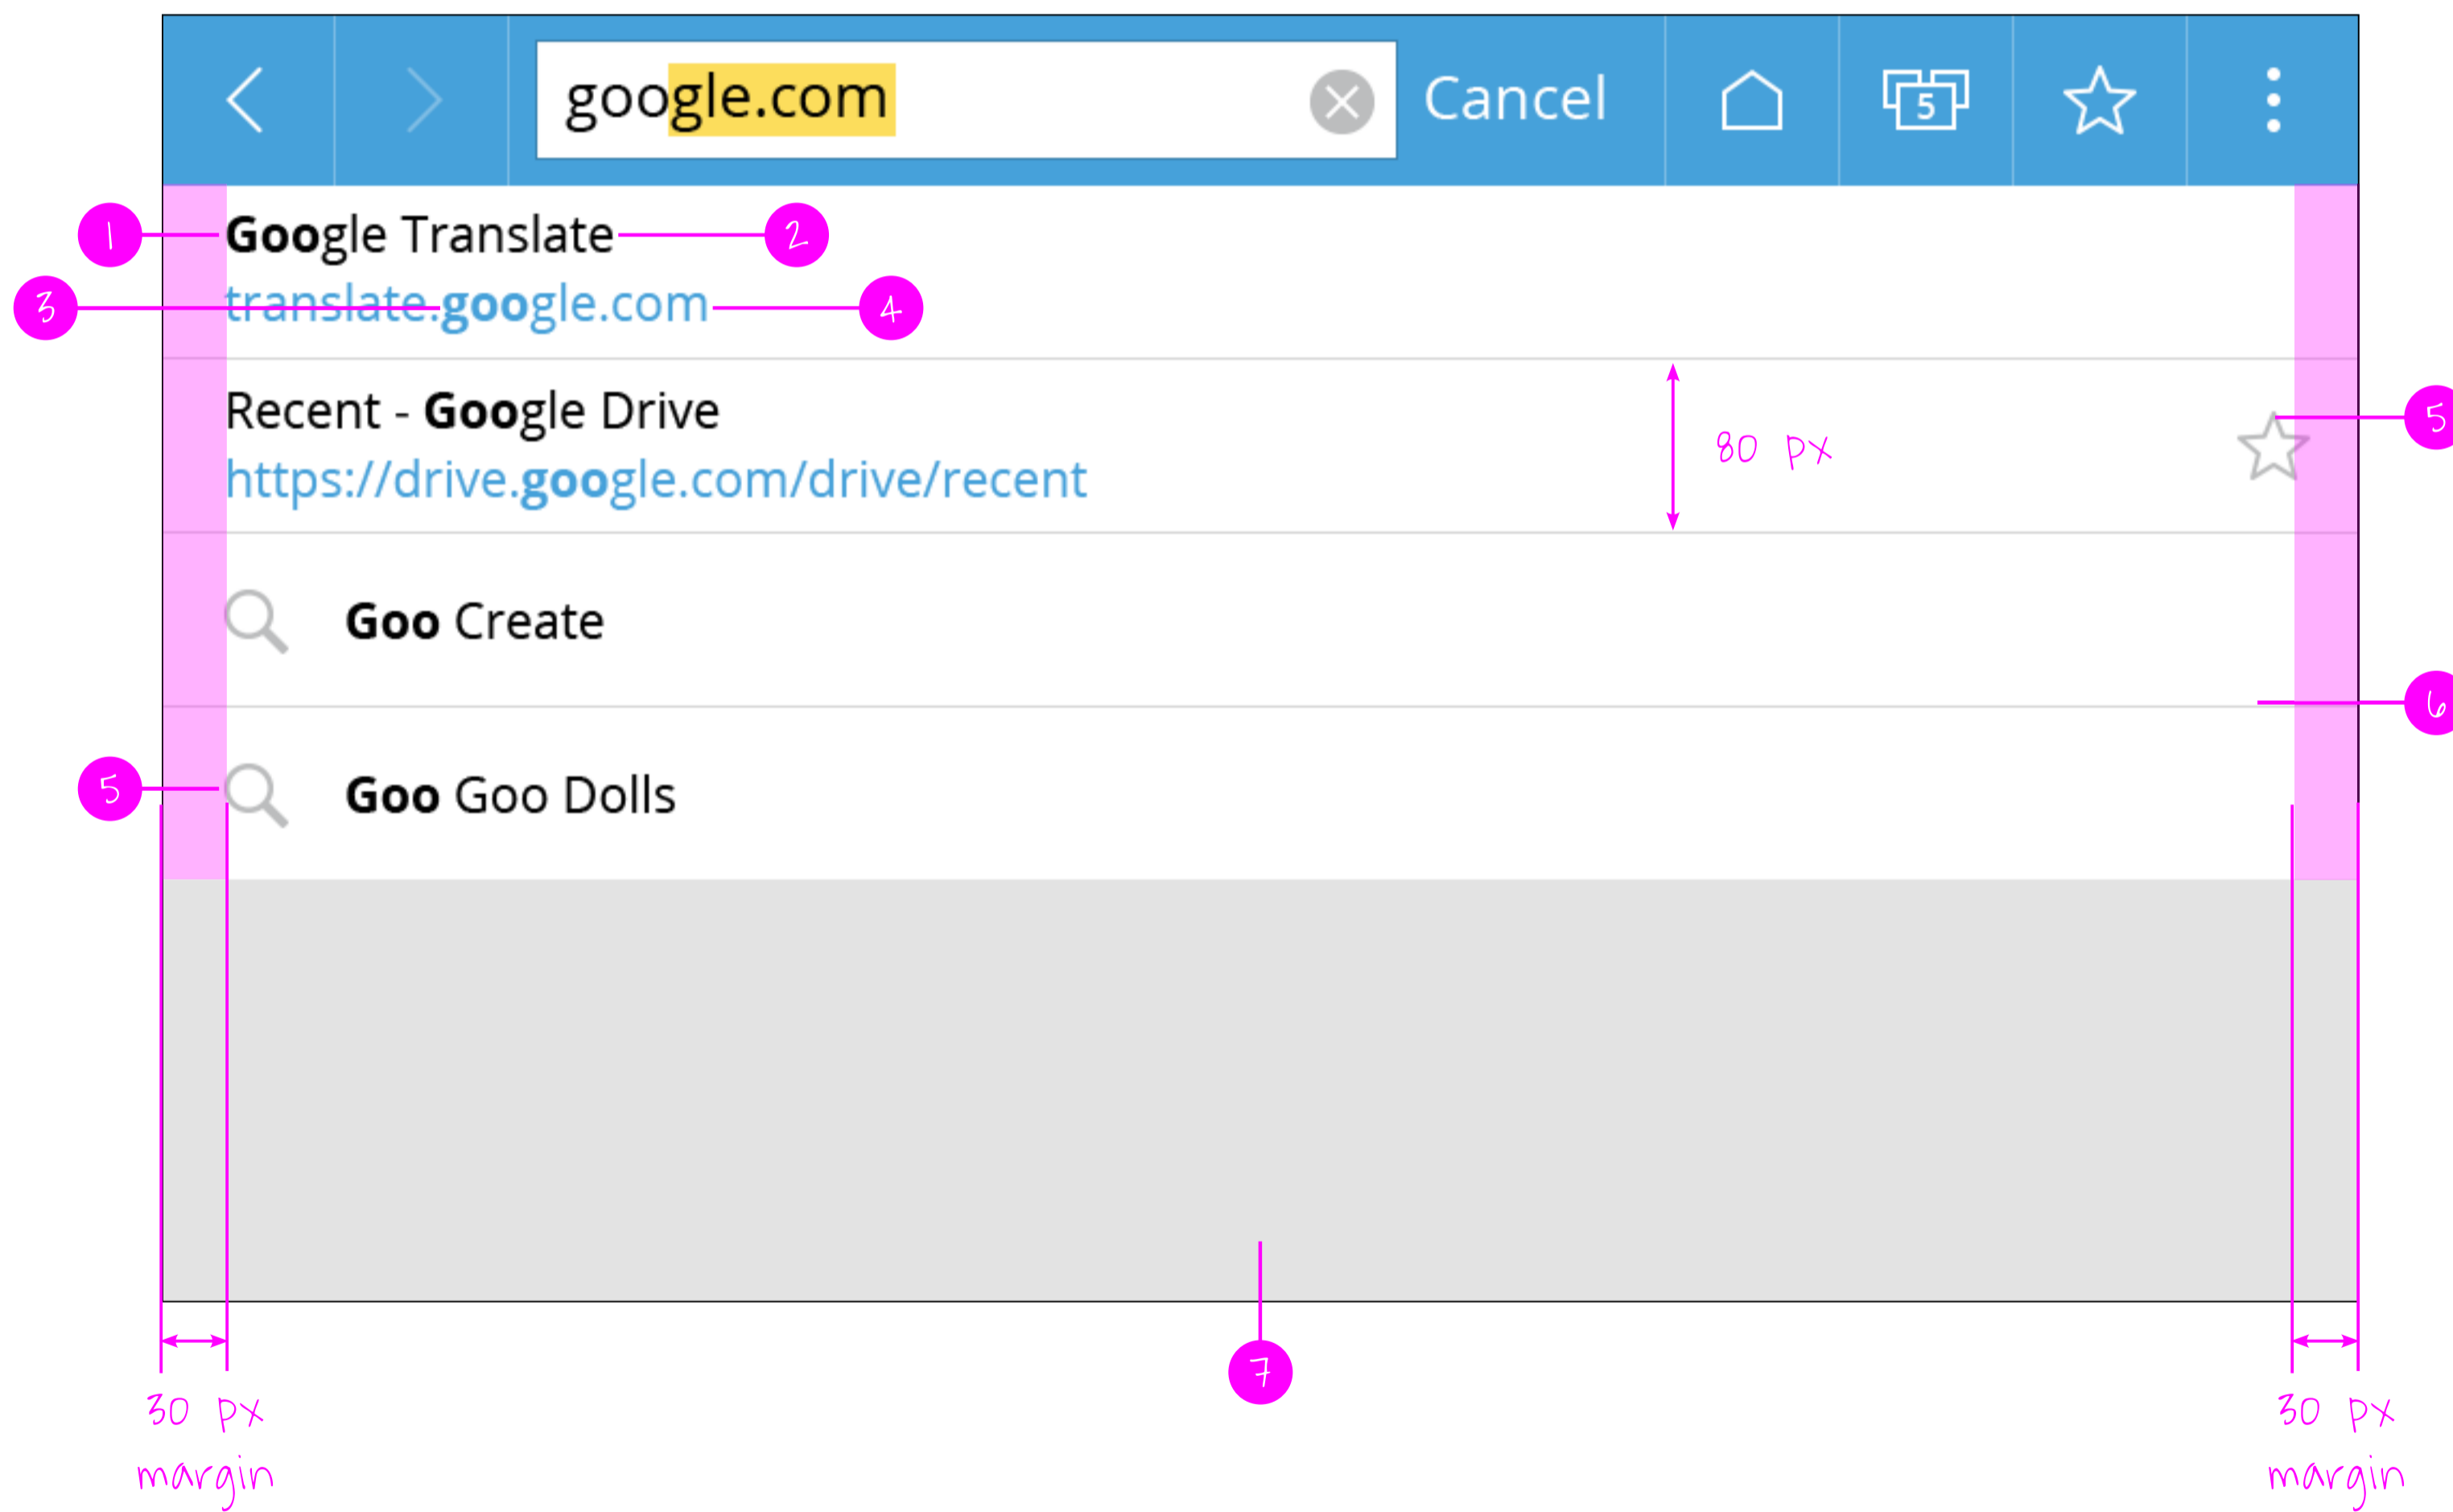 google.com Cancel 5
1 Google Translate 2
3 translate.google.com 4
Recent - Google Drive 5
https://drive.google.com/drive/recent
80 px
Goo Create
6
5 Goo Goo Dolls
7
30 px
margin
30 px
margin